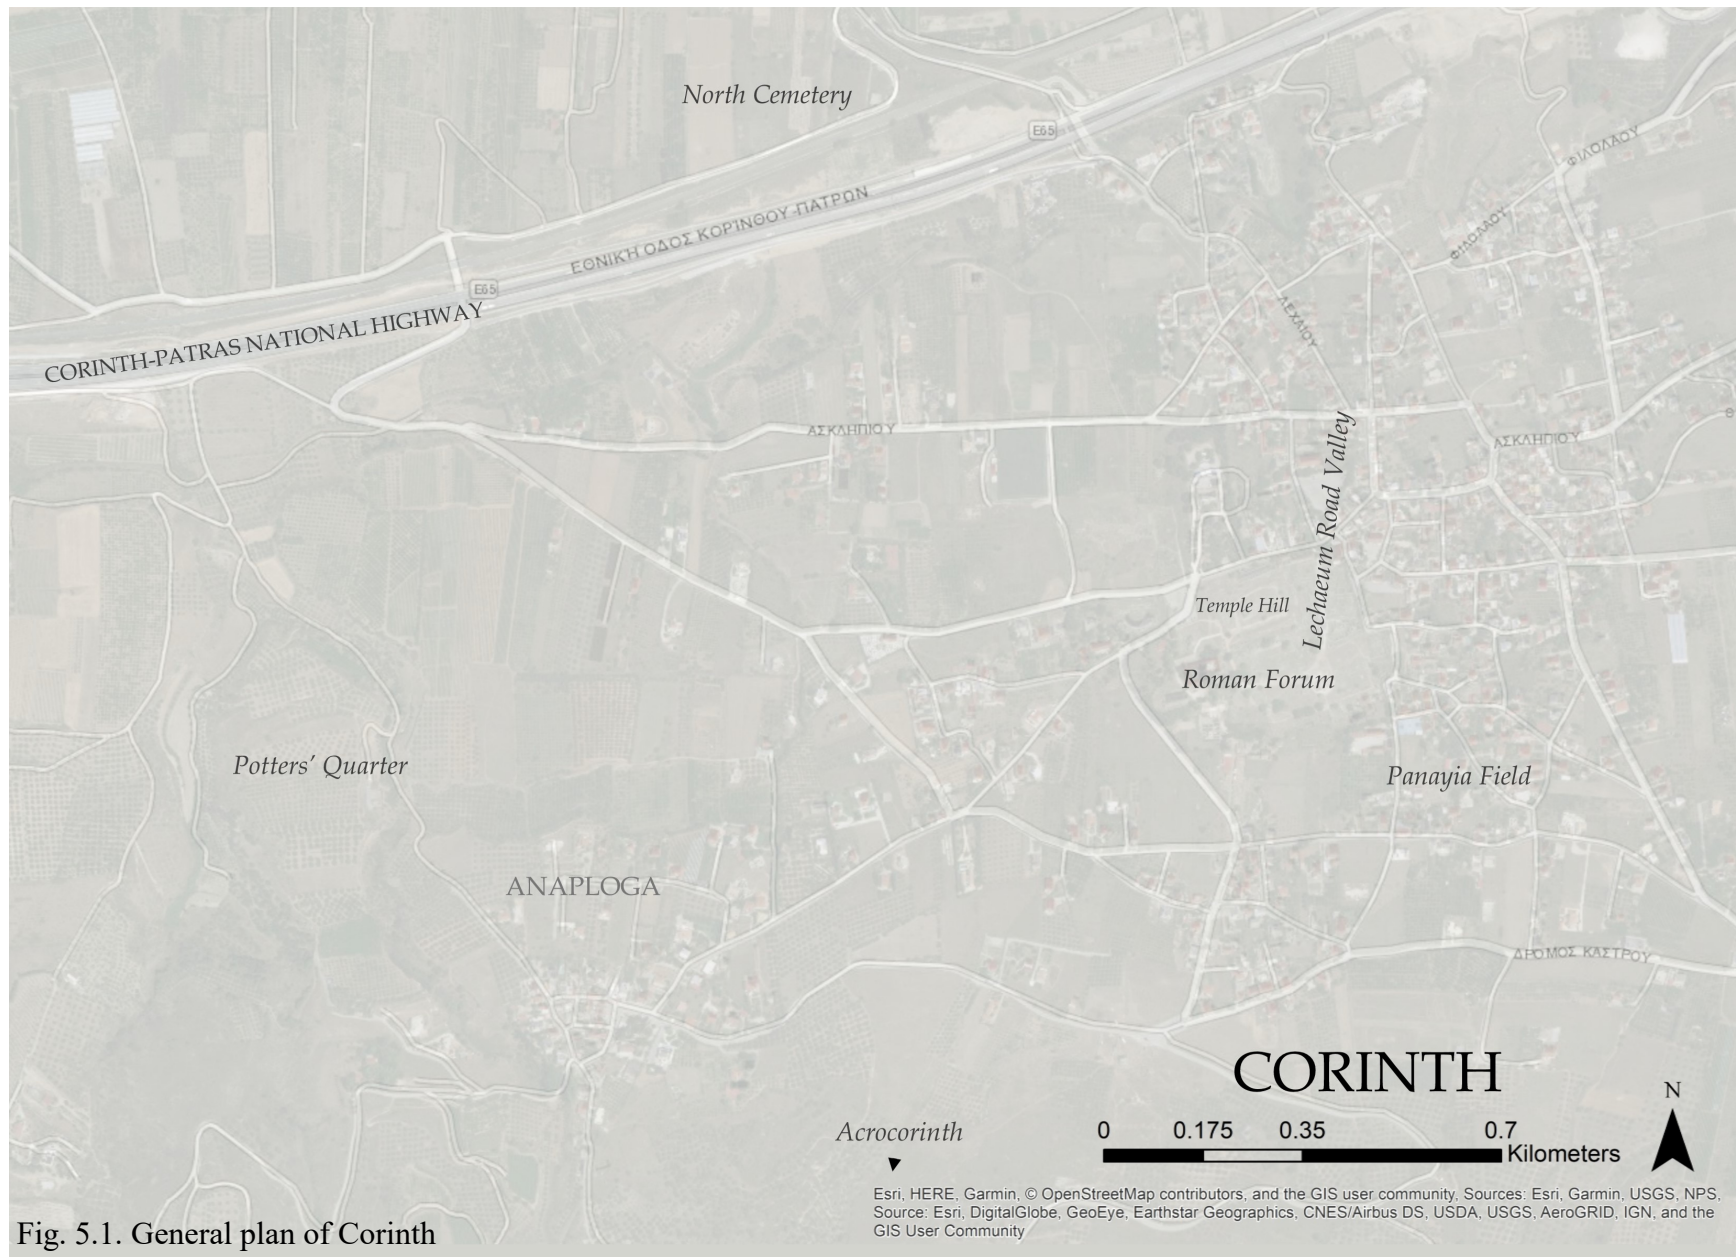 North Cemetery
E65
ΦΙΛΟΛΑΟΥ
ΕΘΝΙΚΗ ΟΔΟΣ ΚΟΡΙΝΘΟΥ-ΠΑΤΡΩΝ
ΦΙΛΟΛΑΟΥ
E65
CORINTH-PATRAS NATIONAL HIGHWAY
ΛΕΧΑΙΟΥ
ΑΣΚΛΗΠΙΟΥ
ΑΣΚΛΗΠΙΟΥ
Lechaeum Road Valley
Temple Hill
Roman Forum
Potters’ Quarter
Panayia Field
ANAPLOGA
ΔΡΟΜΟΣ ΚΑΣΤΡΟΥ
CORINTH
N
Acrocorinth
0 0.175 0.35 0.7
Kilometers
Esri, HERE, Garmin, © OpenStreetMap contributors, and the GIS user community, Sources: Esri, Garmin, USGS, NPS,
Source: Esri, DigitalGlobe, GeoEye, Earthstar Geographics, CNES/Airbus DS, USDA, USGS, AeroGRID, IGN, and the
GIS User Community
Fig. 5.1. General plan of Corinth